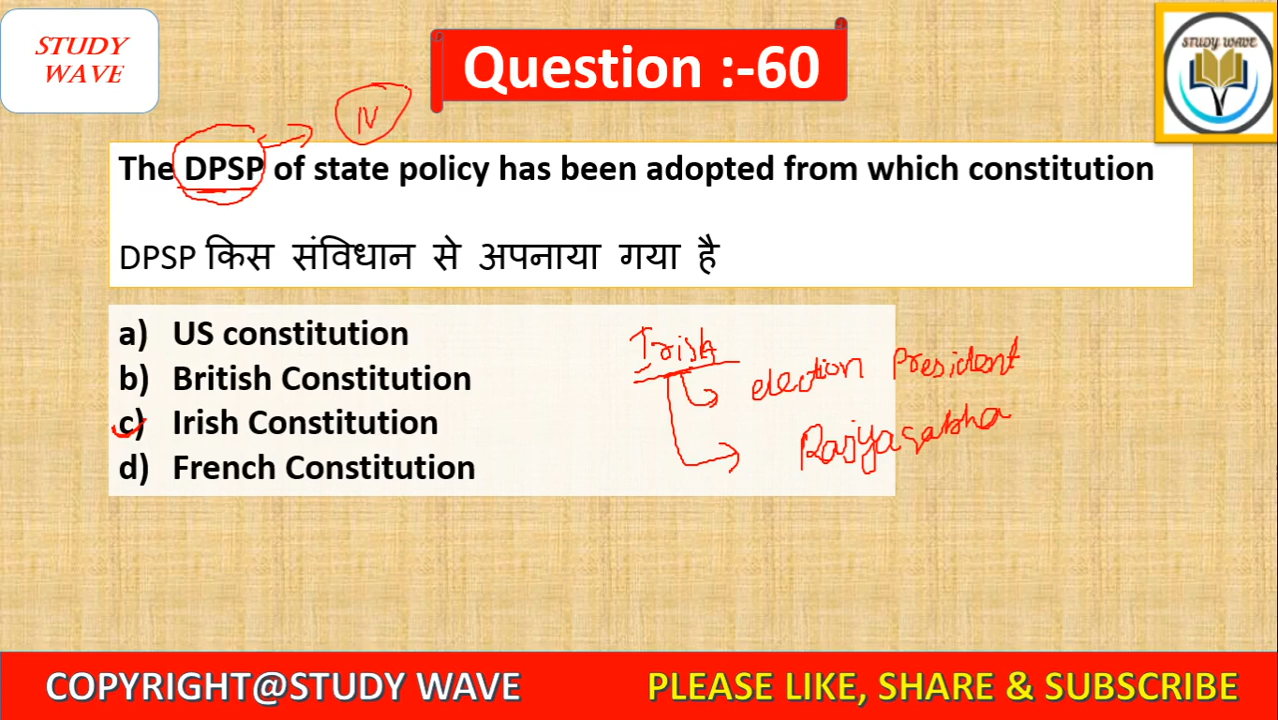 STUDY
WAVE
Question :-60
STUDY WAVE
IV
The DPSP of state policy has been adopted from which constitution
DPSP किस संविधान से अपनाया गया है
a) US constitution
b) British Constitution
c) Irish Constitution
d) French Constitution
Irish
election President
Rajyasabha
COPYRIGHT@STUDY WAVE
PLEASE LIKE, SHARE & SUBSCRIBE